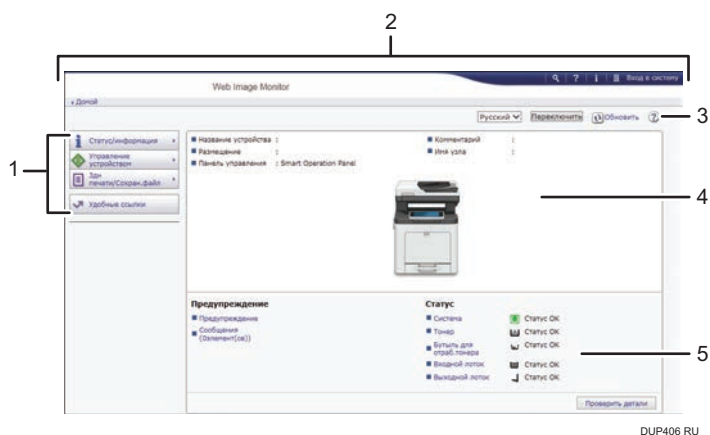 2
Web Image Monitor
? i Вход в систему
Домой
Русский Переключить Обновить ? 3
1
Статус/информация
Управление
устройством
Здн
печати/Сохран.файл
Удобные ссылки
Название устройства :
Размещение :
Панель управления : Smart Operation Panel
Комментарий :
Имя узла :
4
Предупреждение
Предупреждение
Сообщения
(0элемент(ов))
Статус
Система Статус OK
Тонер Статус OK
Бутыль для
отраб.тонера Статус OK
Входной лоток Статус OK
Выходной лоток Статус OK
5
Проверить детали
DUP406 RU